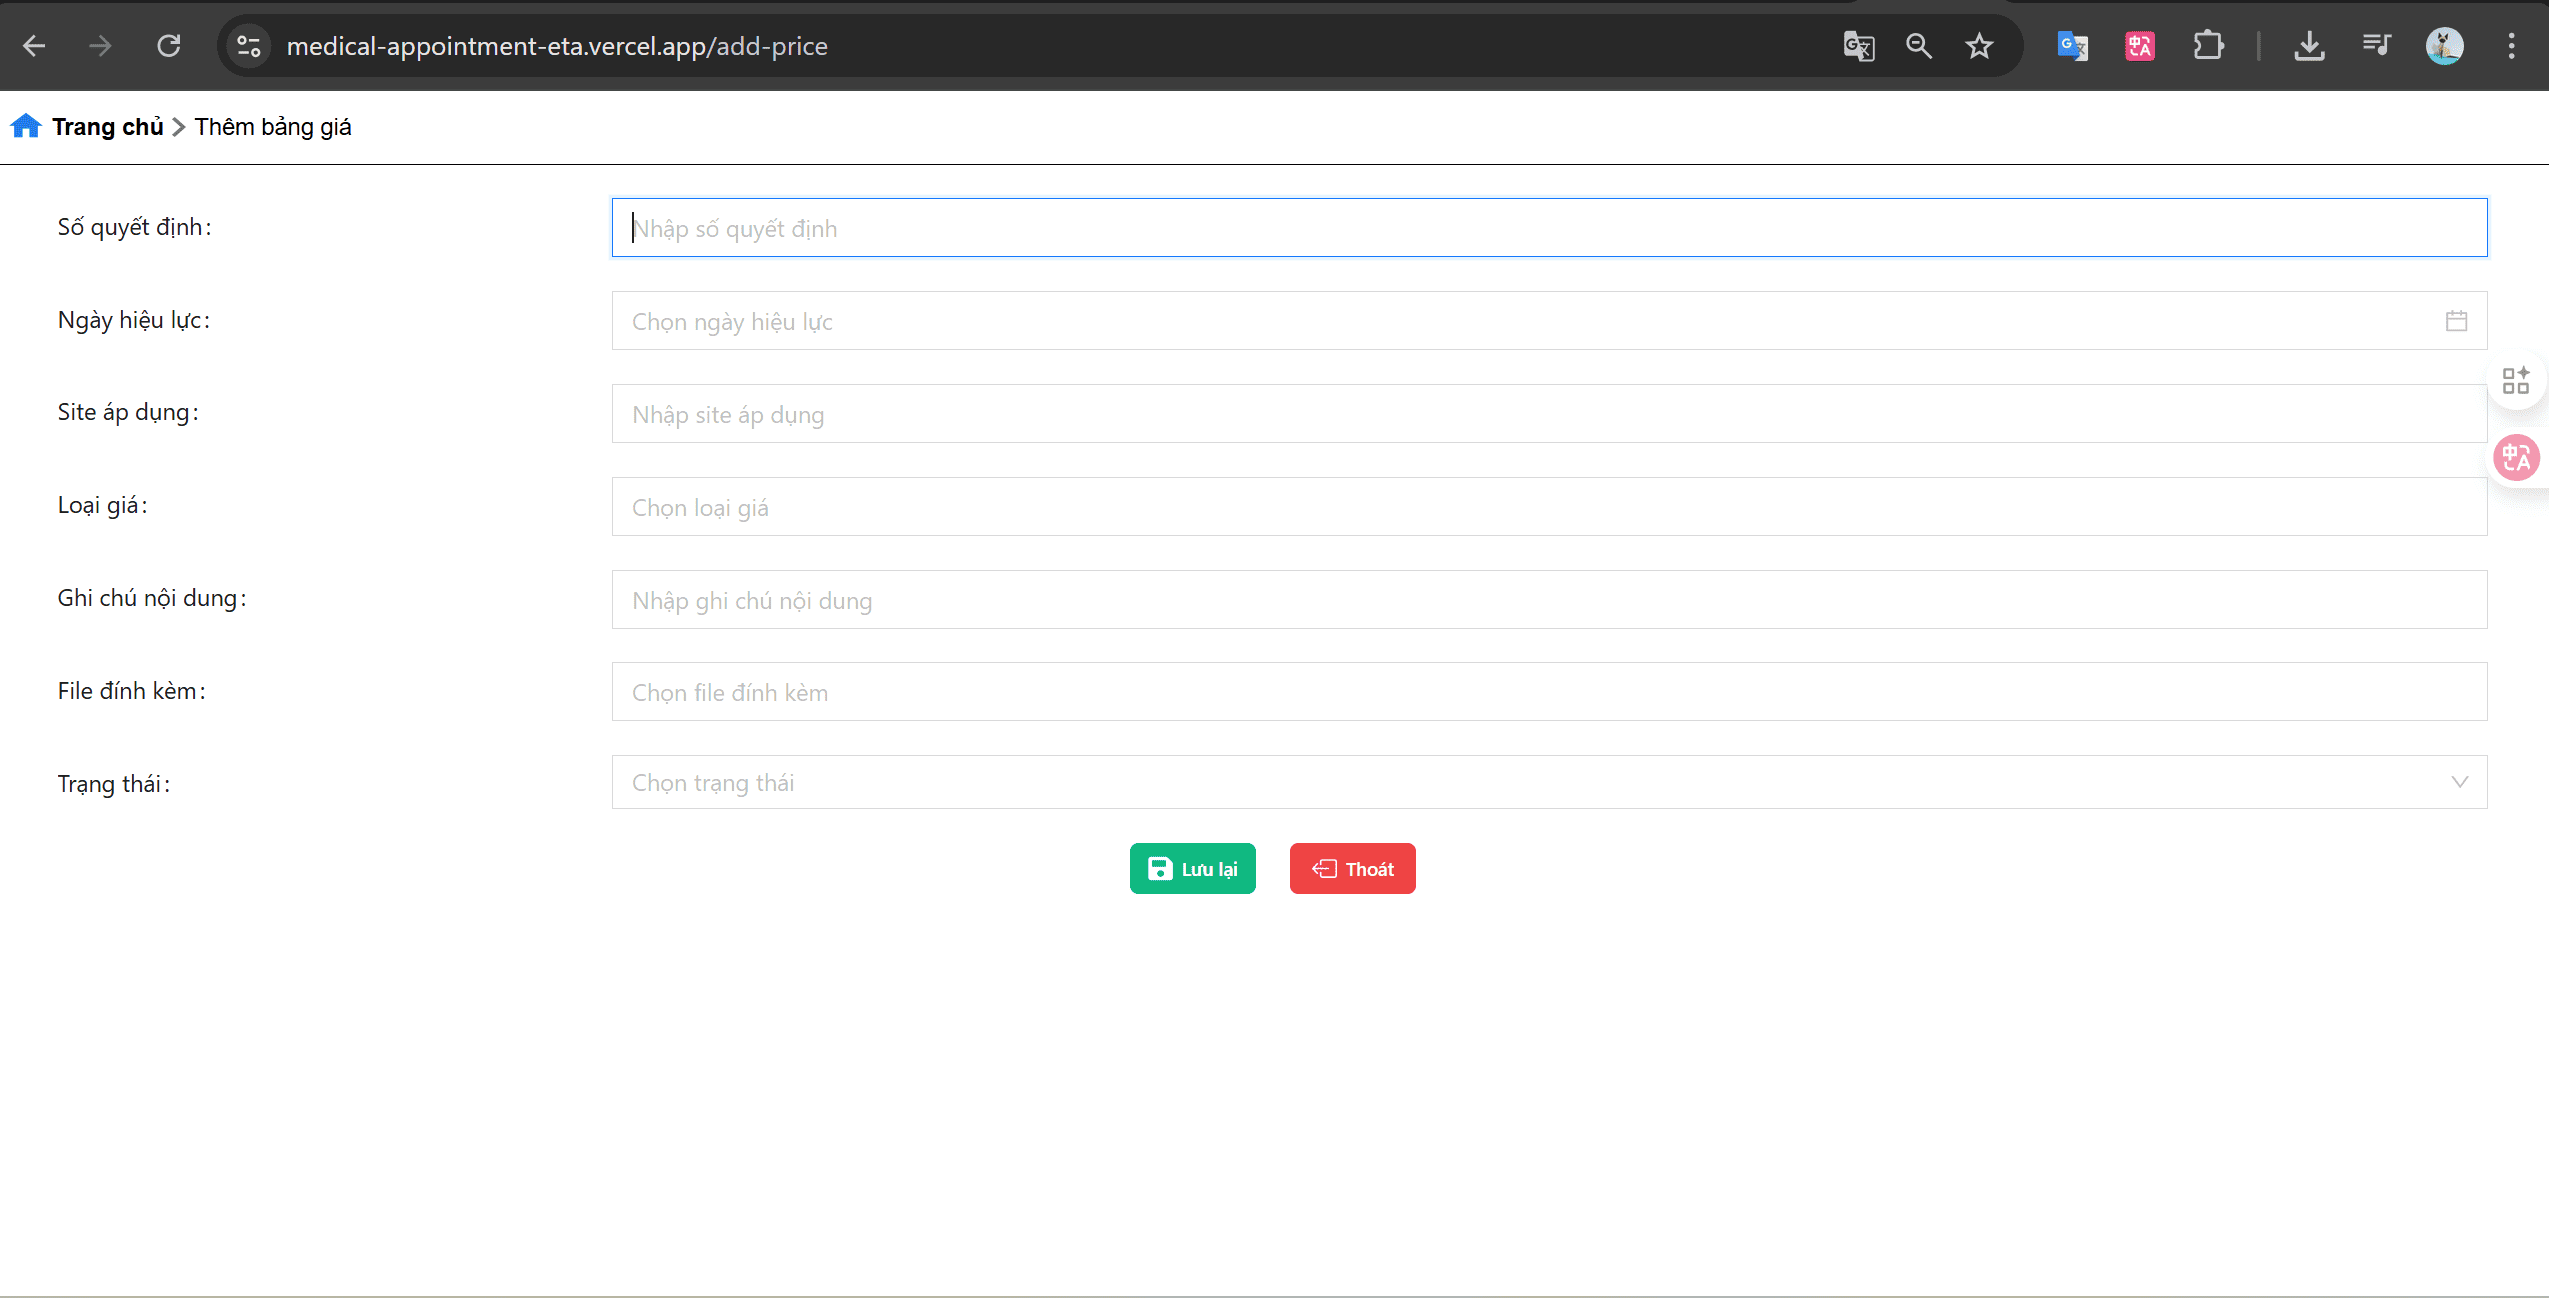 medical-appointment-eta.vercel.app/add-price
Trang chủ > Thêm bảng giá
Số quyết định:
Nhập số quyết định
Ngày hiệu lực:
Chọn ngày hiệu lực
Site áp dụng:
Nhập site áp dụng
Loại giá:
Chọn loại giá
Ghi chú nội dung:
Nhập ghi chú nội dung
File đính kèm:
Chọn file đính kèm
Trạng thái:
Chọn trạng thái
Lưu lại
Thoát